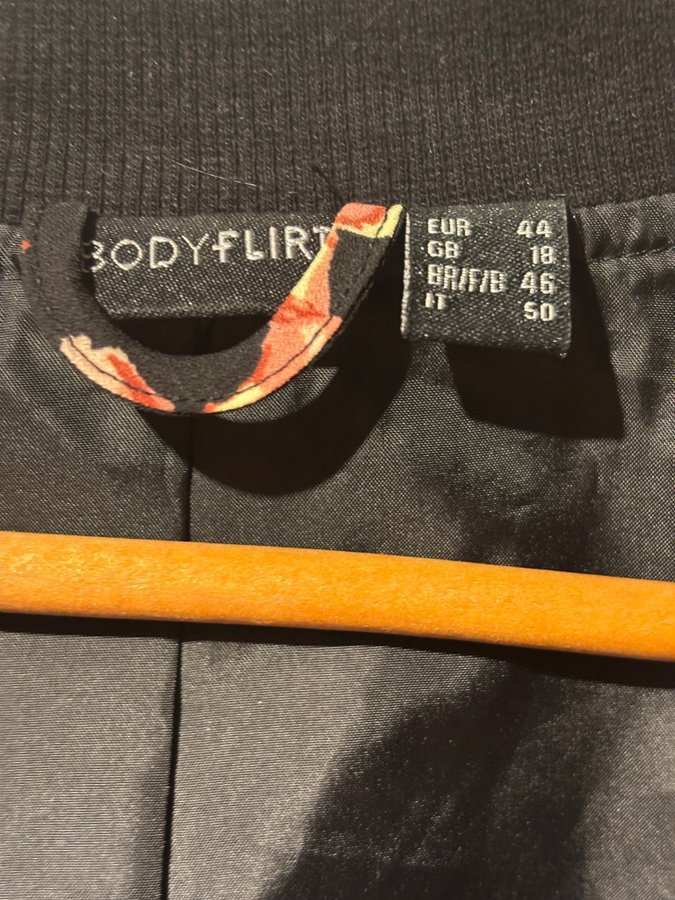 BODYFLIRT
EUR 44
GB 18
BR/F/B 46
IT 50